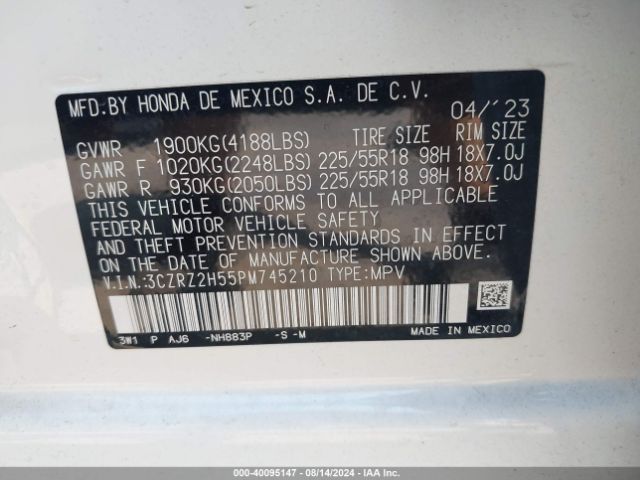 MFD.BY HONDA DE MEXICO S.A. DE C.V. 04/'23
GVWR 1900KG(4188LBS) TIRE SIZE RIM SIZE
GAWR F 1020KG(2248LBS) 225/55R18 98H 18X7.0J
GAWR R 930KG(2050LBS) 225/55R18 98H 18X7.0J
THIS VEHICLE CONFORMS TO ALL APPLICABLE
FEDERAL MOTOR VEHICLE SAFETY
AND THEFT PREVENTION STANDARDS IN EFFECT
ON THE DATE OF MANUFACTURE SHOWN ABOVE.
V.I.N.:3CZRZ2H55PM745210 TYPE:MPV
3W1 P AJ6 -NH883P -S -M MADE IN MEXICO
000-40095147 - 08/14/2024 - IAAI.COM